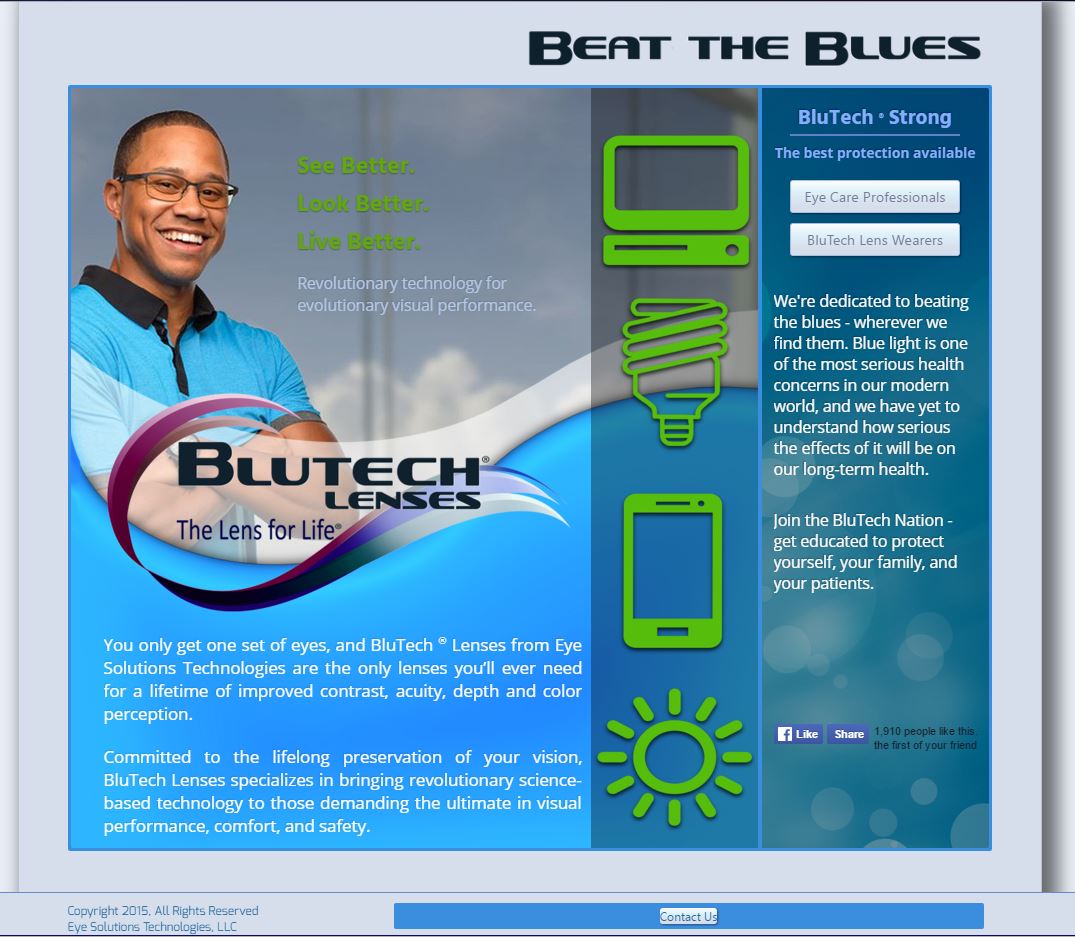 BEAT THE BLUES
See Better.
Look Better.
Live Better.
Revolutionary technology for
evolutionary visual performance.
BLUTECH®
LENSES
The Lens for Life®
You only get one set of eyes, and BluTech ® Lenses from Eye
Solutions Technologies are the only lenses you'll ever need
for a lifetime of improved contrast, acuity, depth and color
perception.
Committed to the lifelong preservation of your vision,
BluTech Lenses specializes in bringing revolutionary science-
based technology to those demanding the ultimate in visual
performance, comfort, and safety.
BluTech ® Strong
The best protection available
Eye Care Professionals
BluTech Lens Wearers
We're dedicated to beating
the blues - wherever we
find them. Blue light is one
of the most serious health
concerns in our modern
world, and we have yet to
understand how serious
the effects of it will be on
our long-term health.
Join the BluTech Nation -
get educated to protect
yourself, your family, and
your patients.
Like Share 1,910 people like this.
the first of your friend
Copyright 2015, All Rights Reserved
Eye Solutions Technologies, LLC
Contact Us